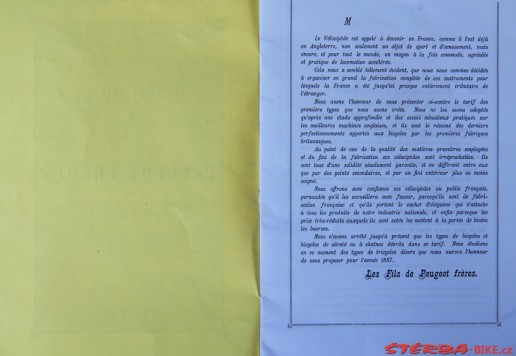 M
Le Vélocipède est appelé à devenir en France, comme il l'est déjà
en Angleterre, non seulement un objet de sport et d'amusement, mais
encore, et pour tout le monde, un moyen à la fois commode, agréable
et pratique de locomotion accélérée.
Cela nous a semblé tellement évident, que nous nous sommes décidés
à organiser en grand la fabrication complète de ces instruments pour
lesquels la France a été jusqu'ici presque entièrement tributaire de
l'étranger.
Nous avons l'honneur de vous présenter ci-contre le tarif des
premiers types que nous avons créés. Nous ne les avons adoptés
qu'après une étude approfondie et des essais minutieux pratiqués sur
les meilleures machines anglaises, et ils sont le résumé des derniers
perfectionnements apportés aux bicycles par les premières fabriques
britanniques.
Au point de vue de la qualité des matières premières employées
et du fini de la fabrication ces vélocipèdes sont irréprochables. Ils
sont tous d'une solidité absolument garantie, et ne diffèrent entre eux
que par des points secondaires, et par un fini extérieur plus ou moins
soigné.
Nous offrons avec confiance ces vélocipèdes au public français,
persuadés qu'il les accueillera avec faveur, parcequ'ils sont de fabri-
cation française et qu'ils portent le cachet d'élégance qui s'attache
à tous les produits de notre industrie nationale, et enfin parceque les
prix très-réduits auxquels ils sont cotés les mettent à la portée de toutes
les bourses.
Nous n'avons arrêté jusqu'à présent que les types de bicycles et
bicycles de sûreté ou à chaînes décrits dans ce tarif. Nous étudions
en ce moment des types de tricycles divers que nous aurons l'honneur
de vous proposer pour l'année 1887.
Les Fils de Peugeot frères.
STERBA-BIKE.cz